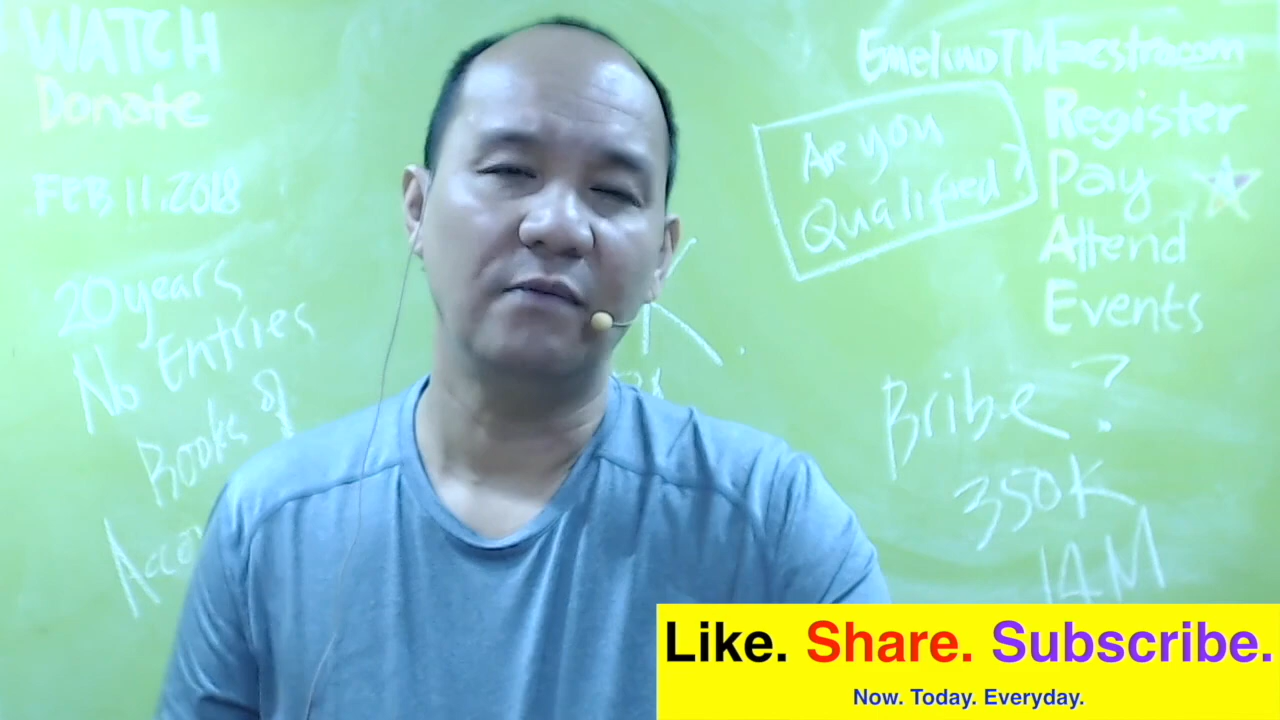 WATCH
Donate
FEB 11, 2018
20 years
No Entries
Books of
EmelinoTMaestro.com
Are you
Qualified?
Register
Pay
Attend
Events
Bribe?
350K
14M
Like. Share. Subscribe.
Now. Today. Everyday.